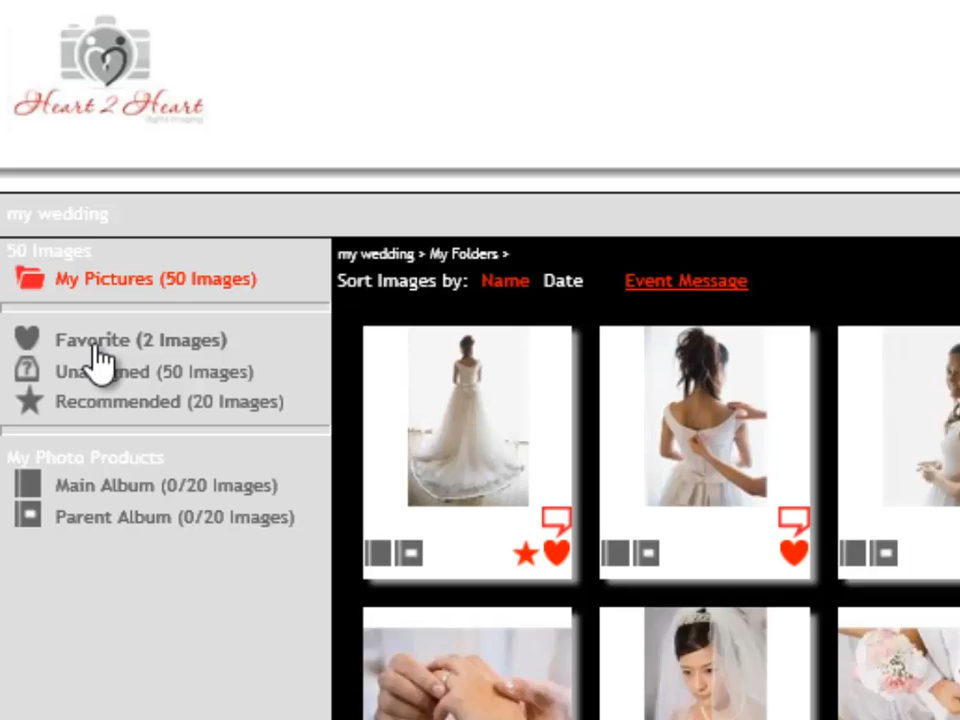 Heart 2 Heart
my wedding
50 Images
My Pictures (50 Images)
Favorite (2 Images)
(50 Images)
Recommended (20 Images)
My Photo Products
Main Album (0/20 Images)
Parent Album (0/20 Images)
my wedding > My Folders >
Sort Images by: Name Date Event Message